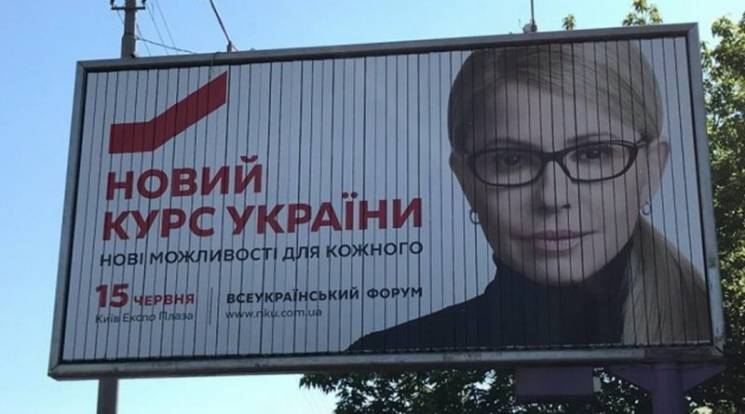 НОВИЙ
КУРС УКРАЇНИ
НОВІ МОЖЛИВОСТІ ДЛЯ КОЖНОГО
15 ЧЕРВНЯ
Київ Експо Плаза
ВСЕУКРАЇНСЬКИЙ ФОРУМ
www.nku.com.ua